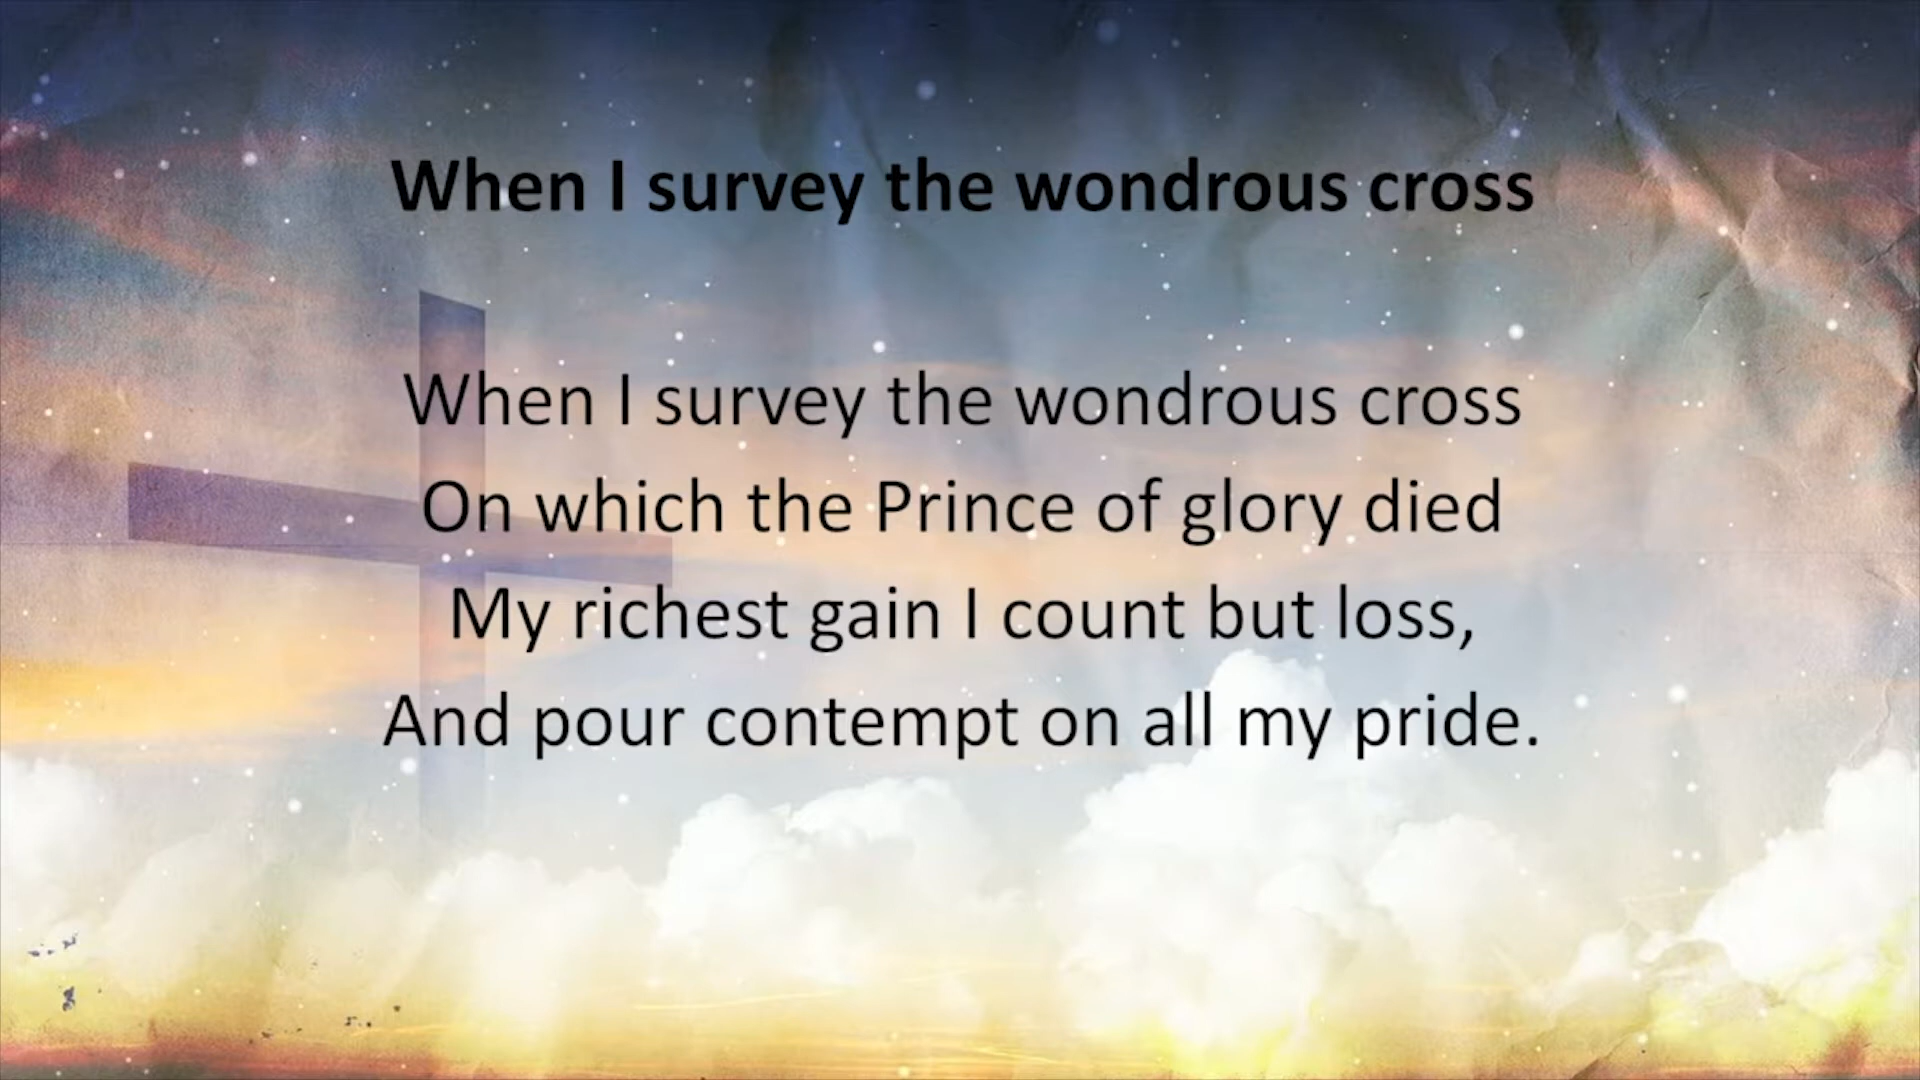 When I survey the wondrous cross
When I survey the wondrous cross
On which the Prince of glory died
My richest gain I count but loss,
And pour contempt on all my pride.